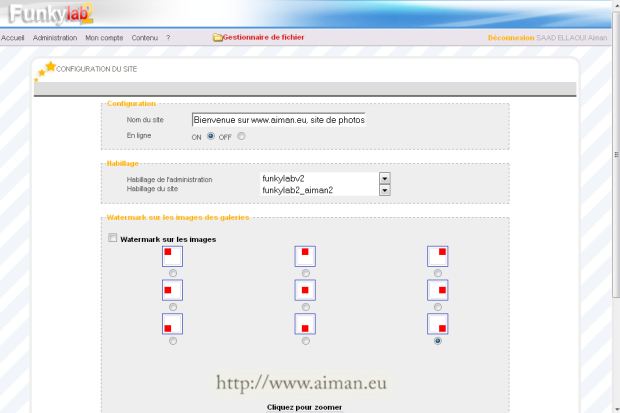 Funkylab2
Accueil Administration Mon compte Contenu ? Gestionnaire de fichier Déconnexion SAAD ELLAOUI Aiman
CONFIGURATION DU SITE
Configuration
Nom du site Bienvenue sur www.aiman.eu, site de photos
En ligne ON OFF
Habillage
Habillage de l'administration funkylabv2
Habillage du site funkylab2_aiman2
Watermark sur les images des galeries
Watermark sur les images
http://www.aiman.eu
Cliquez pour zoomer